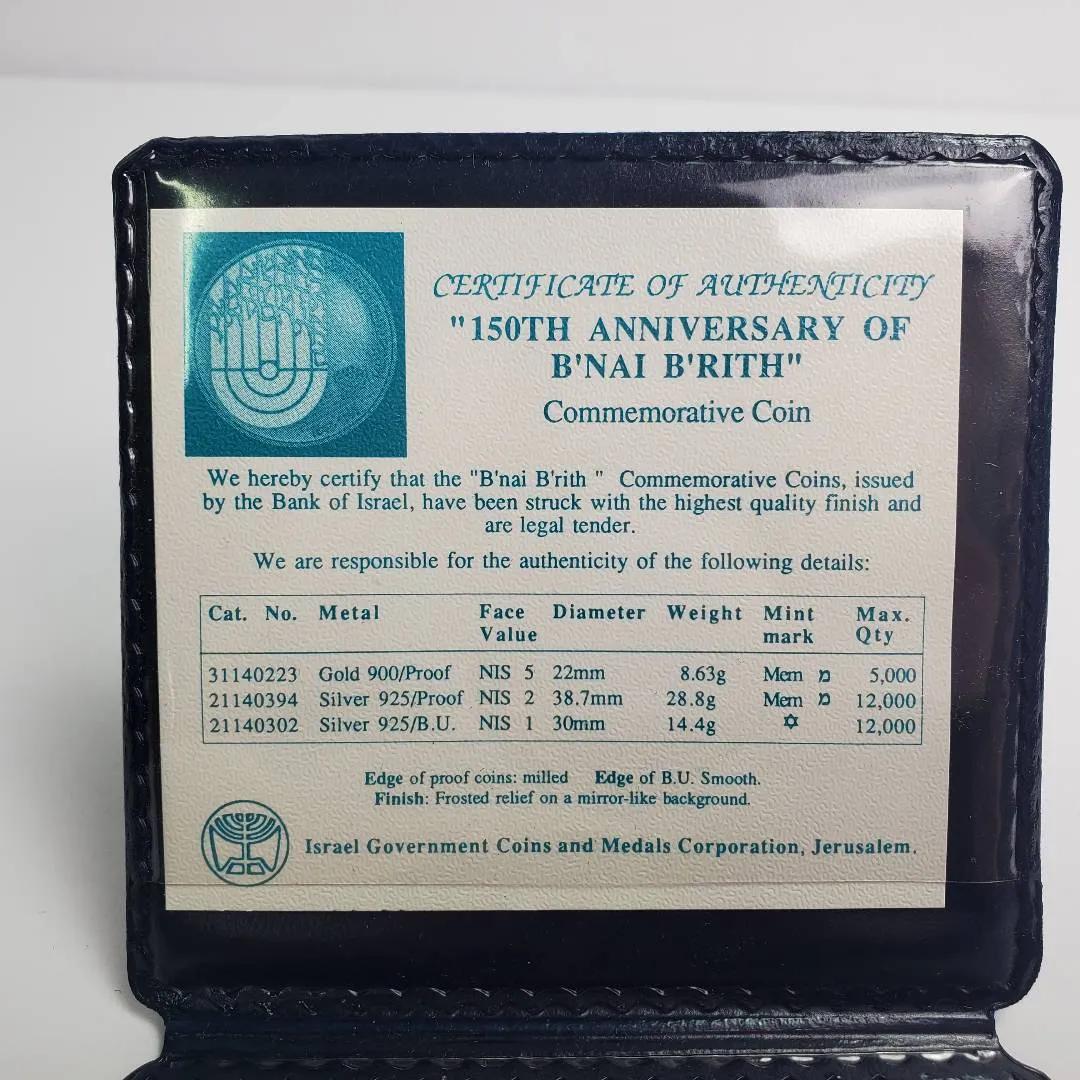 CERTIFICATE OF AUTHENTICITY
"150TH ANNIVERSARY OF
B'NAI B'RITH"
Commemorative Coin
We hereby certify that the "B'nai B'rith " Commemorative Coins, issued
by the Bank of Israel, have been struck with the highest quality finish and
are legal tender.
We are responsible for the authenticity of the following details:
Cat. No. Metal Face Value Diameter Weight Mint mark Max. Qty
31140223 Gold 900/Proof NIS 5 22mm 8.63g Mem מ 5,000
21140394 Silver 925/Proof NIS 2 38.7mm 28.8g Mem מ 12,000
21140302 Silver 925/B.U. NIS 1 30mm 14.4g ✡ 12,000
Edge of proof coins: milled Edge of B.U. Smooth.
Finish: Frosted relief on a mirror-like background.
Israel Government Coins and Medals Corporation, Jerusalem.